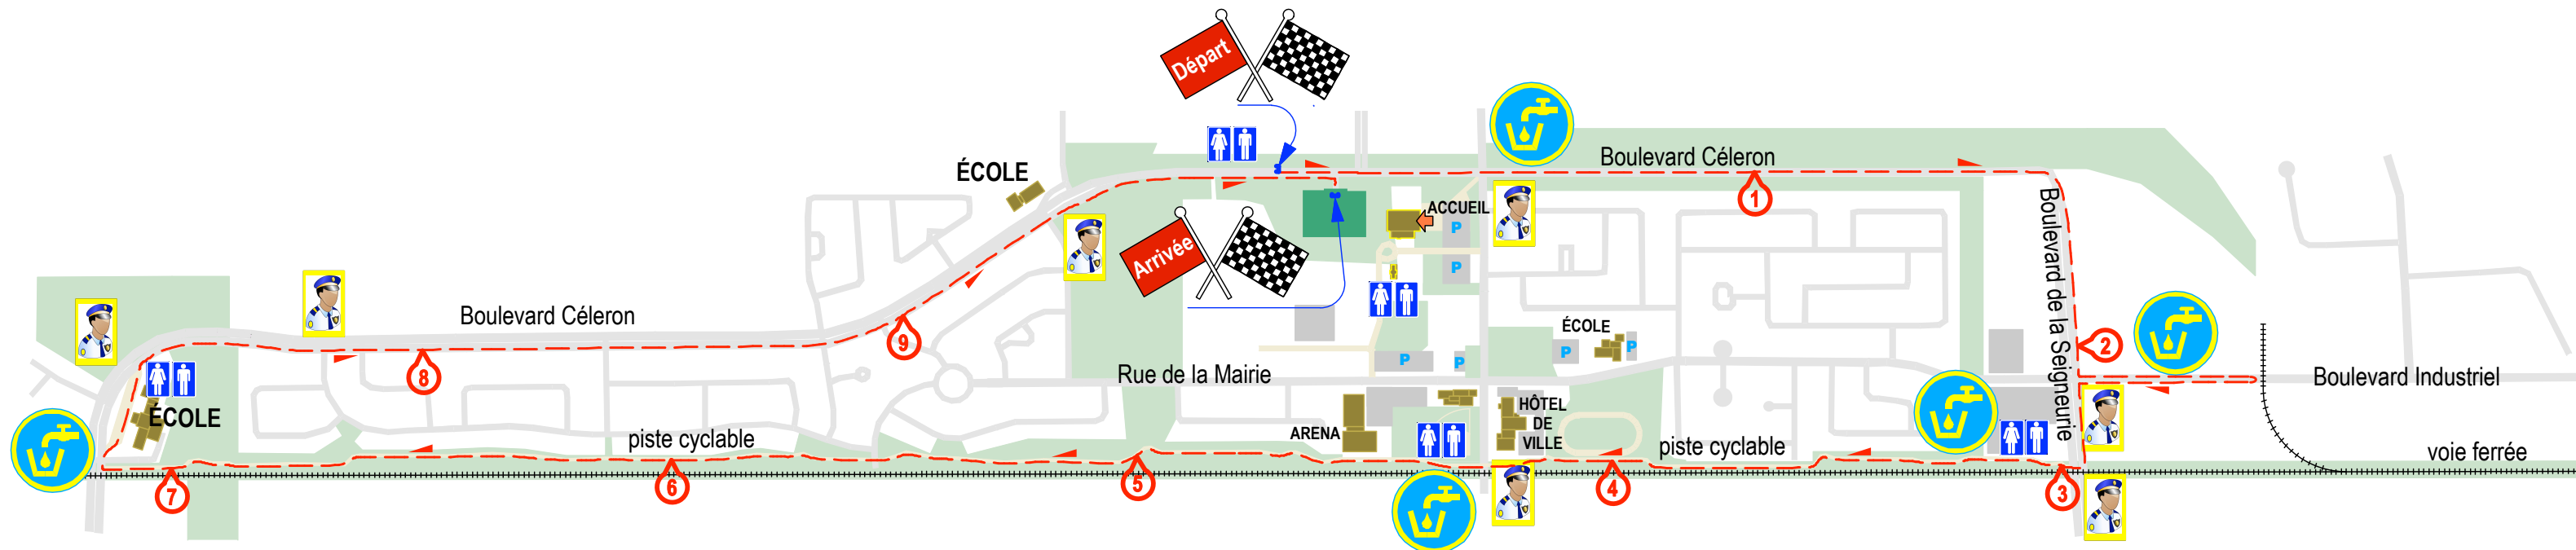 Départ
Boulevard Céleron
1
ÉCOLE
ACCUEIL
P
P
Boulevard de la Seigneurie
Arrivée
Boulevard Céleron
9
8
ÉCOLE
P
P
P
P
2
Rue de la Mairie
Boulevard Industriel
ÉCOLE
HÔTEL
DE
VILLE
ARENA
piste cyclable
piste cyclable
voie ferrée
7
6
5
4
3